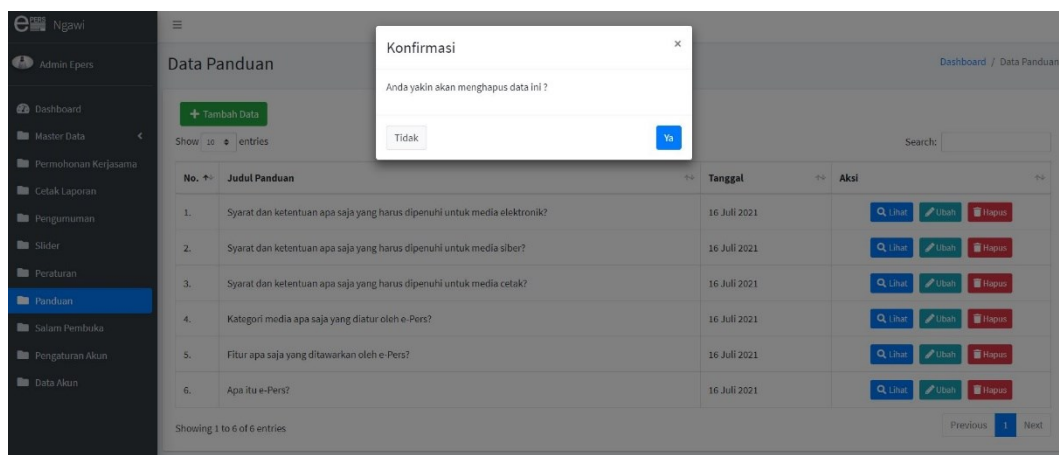 e PERS Ngawi
Admin Epers
Dashboard
Master Data
Permohonan Kerjasama
Cetak Laporan
Pengumuman
Slider
Peraturan
Panduan
Salam Pembuka
Pengaturan Akun
Data Akun
Konfirmasi ×
Anda yakin akan menghapus data ini ?
Tidak Ya
Data Panduan Dashboard / Data Panduan
+ Tambah Data
Show 10 entries Search:
No. Judul Panduan Tanggal Aksi
1. Syarat dan ketentuan apa saja yang harus dipenuhi untuk media elektronik? 16 Juli 2021 Lihat Ubah Hapus
2. Syarat dan ketentuan apa saja yang harus dipenuhi untuk media siber? 16 Juli 2021 Lihat Ubah Hapus
3. Syarat dan ketentuan apa saja yang harus dipenuhi untuk media cetak? 16 Juli 2021 Lihat Ubah Hapus
4. Kategori media apa saja yang diatur oleh e-Pers? 16 Juli 2021 Lihat Ubah Hapus
5. Fitur apa saja yang ditawarkan oleh e-Pers? 16 Juli 2021 Lihat Ubah Hapus
6. Apa itu e-Pers? 16 Juli 2021 Lihat Ubah Hapus
Showing 1 to 6 of 6 entries Previous 1 Next